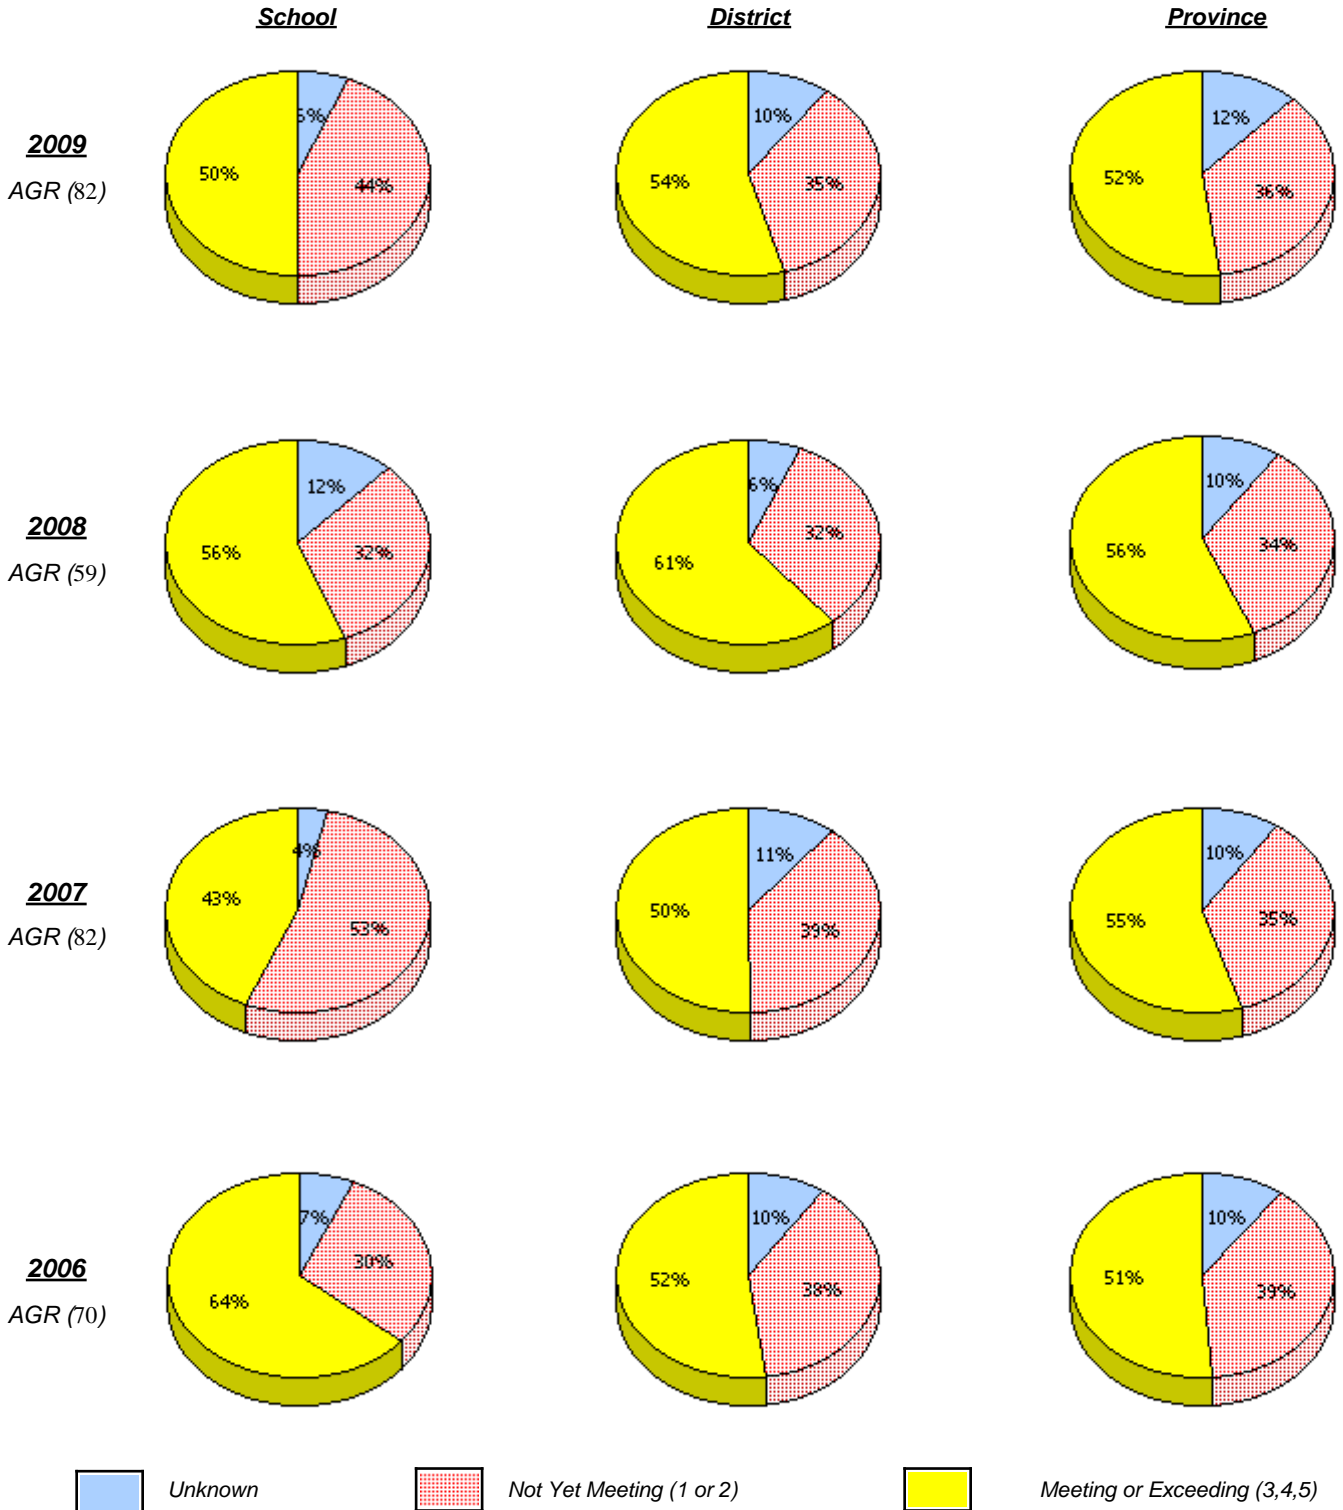 School District Province
5% 10% 12%
2009
50% 44% 54% 35% 52% 36%
AGR (82)
12% 6% 10%
2008
56% 32% 61% 32% 56% 34%
AGR (59)
4% 11% 10%
2007
43% 53% 50% 39% 55% 35%
AGR (82)
7% 10% 10%
2006
64% 30% 52% 38% 51% 39%
AGR (70)
Unknown Not Yet Meeting (1 or 2) Meeting or Exceeding (3,4,5)